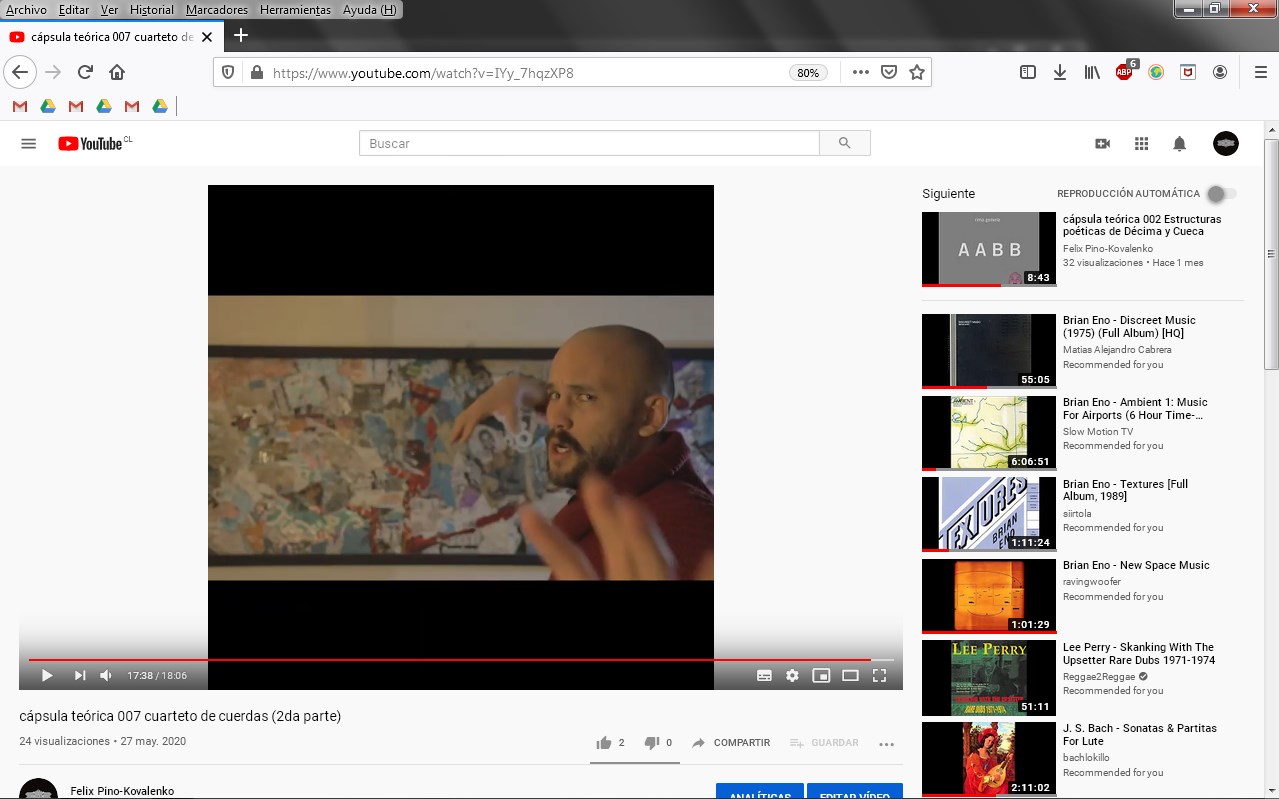 Archivo Editar Ver Historial Marcadores Herramientas Ayuda (H)
cápsula teórica 007 cuarteto de
https://www.youtube.com/watch?v=IYy_7hqzXP8
80%
ABP
6
YouTube CL
Buscar
Siguiente
REPRODUCCIÓN AUTOMÁTICA
AABB
8:43
cápsula teórica 002 Estructuras
poéticas de Décima y Cueca
Felix Pino-Kovalenko
32 visualizaciones • Hace 1 mes
55:05
Brian Eno - Discreet Music
(1975) (Full Album) [HQ]
Matias Alejandro Cabrera
Recommended for you
6:06:51
Brian Eno - Ambient 1: Music
For Airports (6 Hour Time-...
Slow Motion TV
Recommended for you
TEXTURES
BRIAN
ENO
1:11:24
Brian Eno - Textures [Full
Album, 1989]
siirtola
Recommended for you
1:01:29
Brian Eno - New Space Music
ravingwoofer
Recommended for you
LEE PERRY
51:11
Lee Perry - Skanking With The
Upsetter Rare Dubs 1971-1974
Reggae2Reggae
Recommended for you
2:11:02
J. S. Bach - Sonatas & Partitas
For Lute
bachlokillo
Recommended for you
17:38 / 18:06
cápsula teórica 007 cuarteto de cuerdas (2nda parte)
24 visualizaciones • 27 may. 2020
2
0
COMPARTIR
GUARDAR
Felix Pino-Kovalenko
ANALÍTICAS
EDITAR VÍDEO